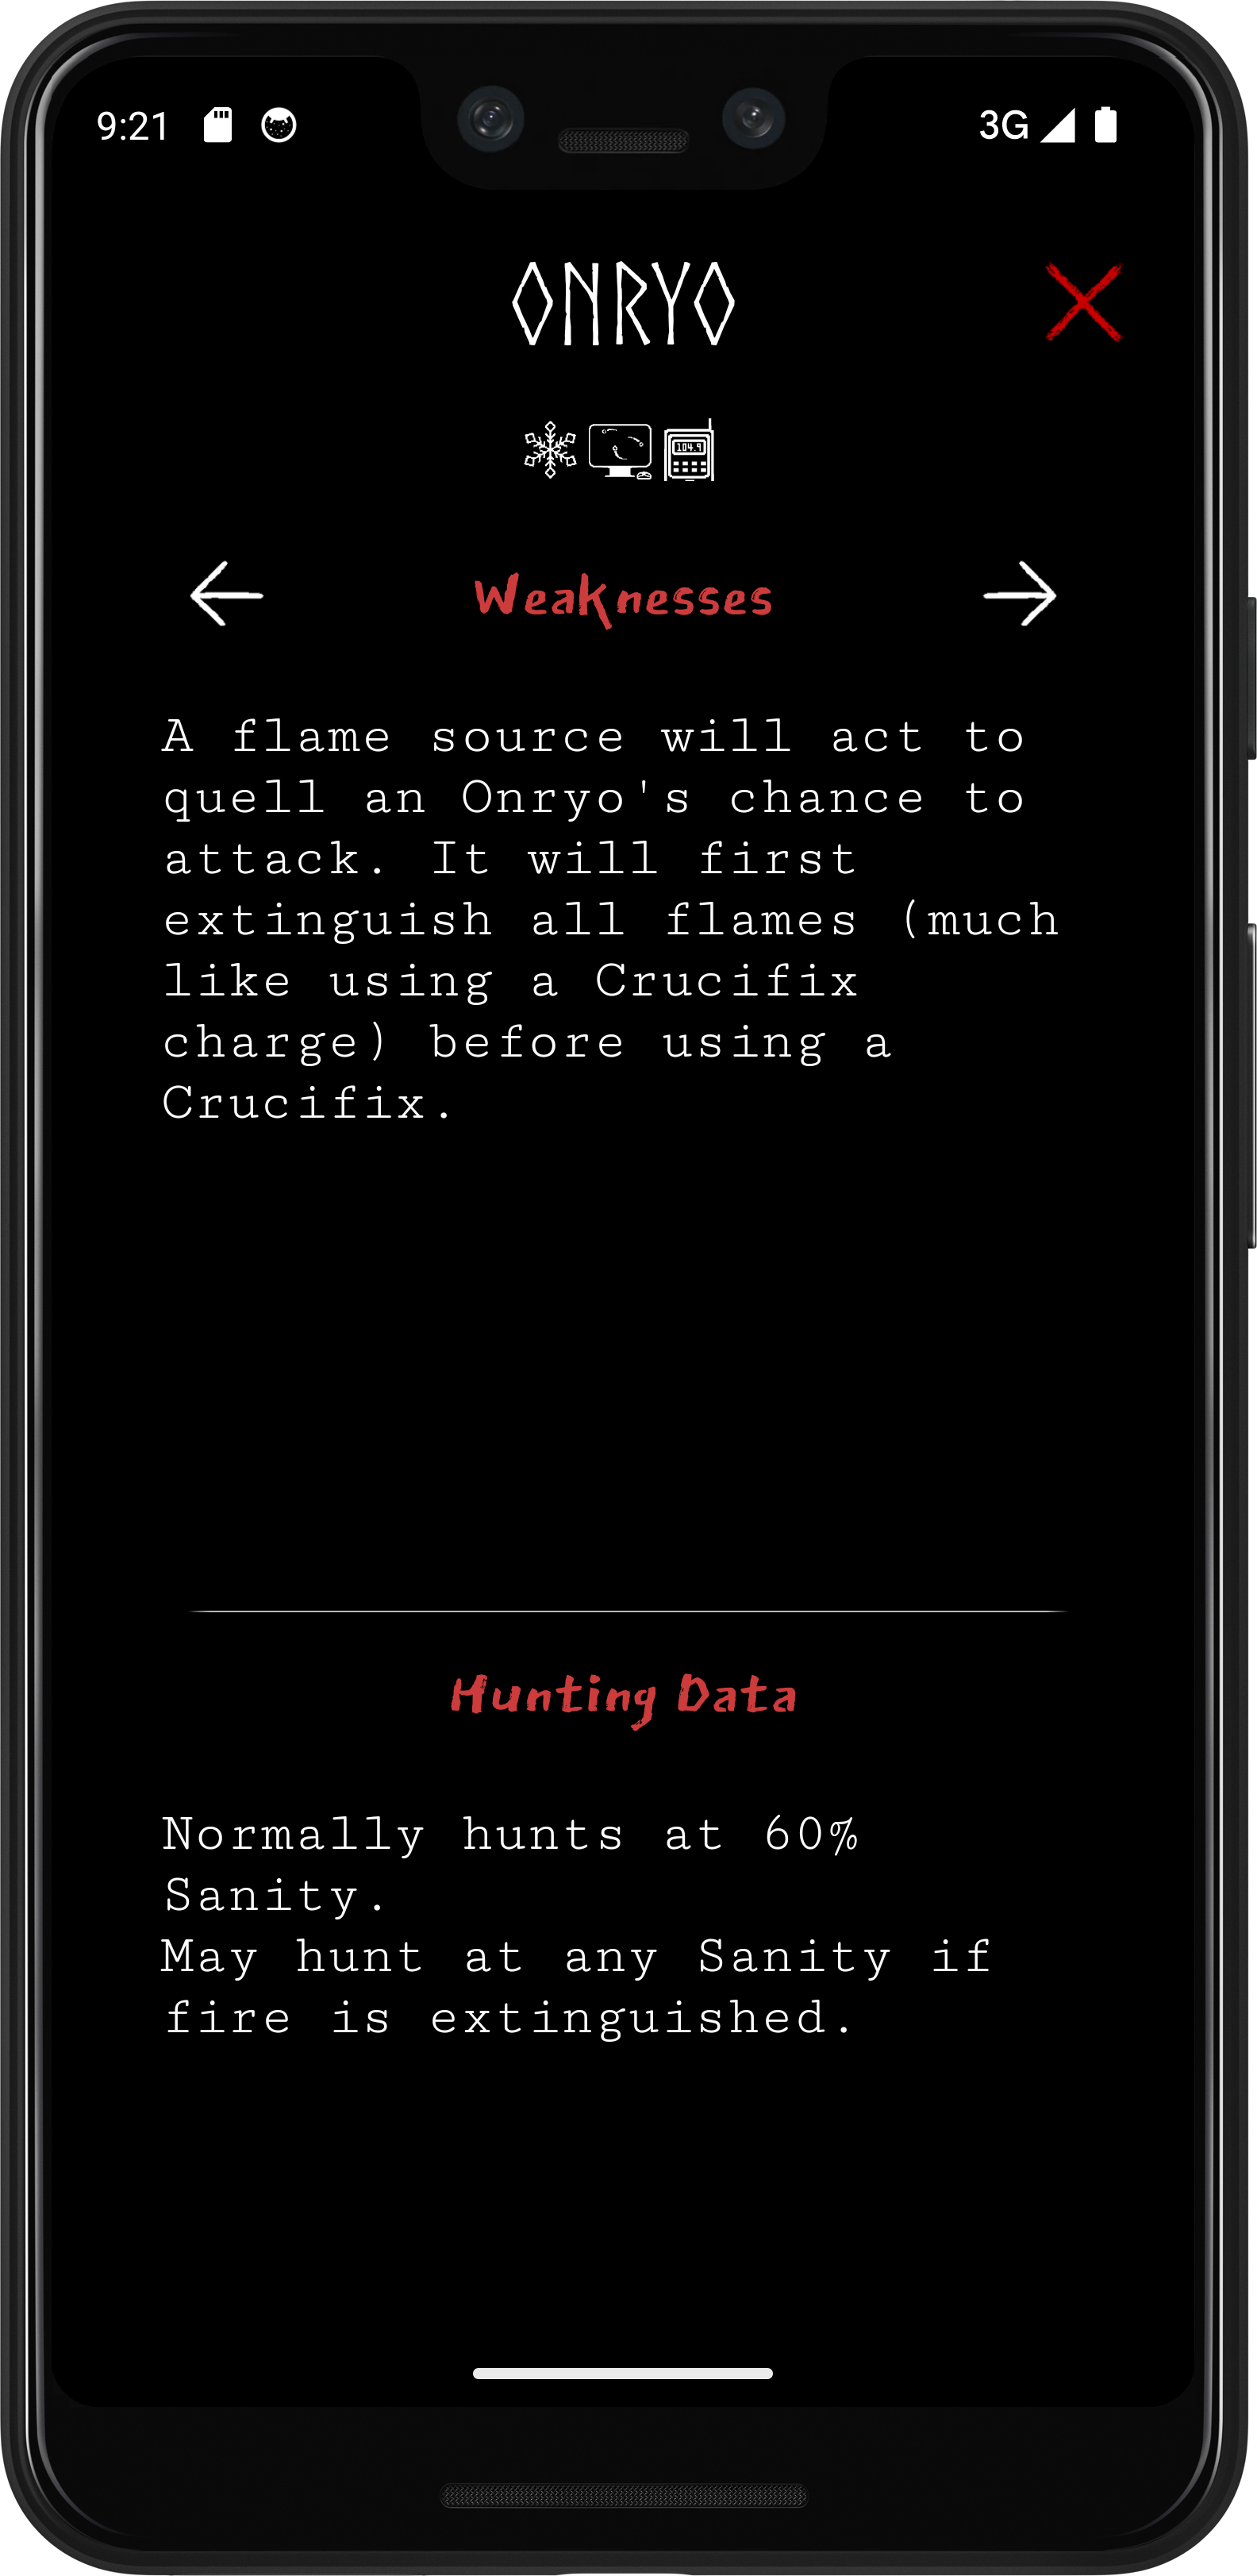 9:21
3G
ONRYO
104.9
Weaknesses
A flame source will act to
quell an Onryo's chance to
attack. It will first
extinguish all flames (much
like using a Crucifix
charge) before using a
Crucifix.
Hunting Data
Normally hunts at 60%
Sanity.
May hunt at any Sanity if
fire is extinguished.